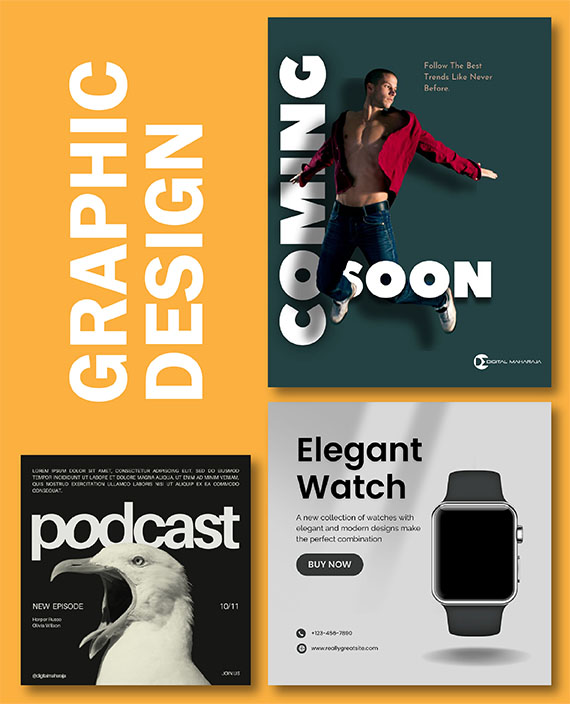 GRAPHIC
DESIGN
COMING
SOON
Follow The Best
Trends Like Never
Before.
DIGITAL MAHARAJA
LOREM IPSUM DOLOR SIT AMET, CONSECTETUR ADIPISCING ELIT, SED DO EIUSMOD
TEMPOR INCIDIDUNT UT LABORE ET DOLORE MAGNA ALIQUA. UT ENIM AD MINIM VENIAM,
QUIS NOSTRUD EXERCITATION ULLAMCO LABORIS NISI UT ALIQUIP EX EA COMMODO
CONSEQUAT.
podcast
NEW EPISODE
10/11
Harper Russo
Olivia Wilson
@digitalmaharaja
JOIN US
Elegant
Watch
A new collection of watches with
elegant and modern designs make
the perfect combination
BUY NOW
+123-456-7890
www.reallygreatsite.com